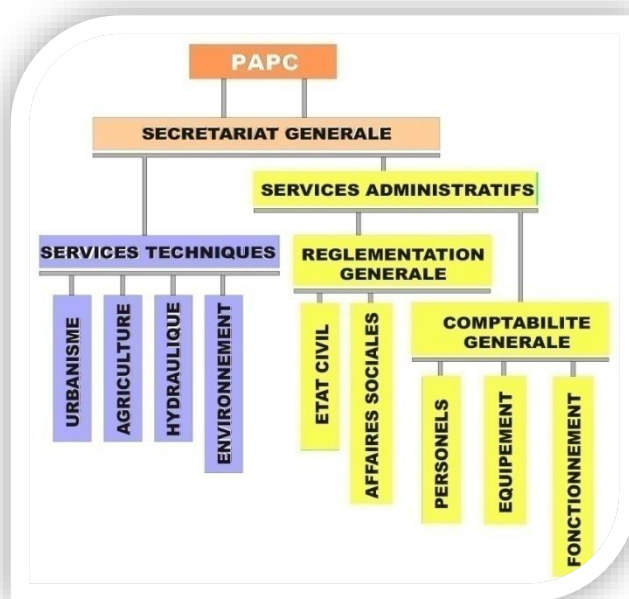 PAPC
SECRETARIAT GENERALE
SERVICES ADMINISTRATIFS
SERVICES TECHNIQUES
REGLEMENTATION
GENERALE
COMPTABILITE
GENERALE
URBANISME
AGRICULTURE
HYDRAULIQUE
ENVIRONNEMENT
ETAT CIVIL
AFFAIRES SOCIALES
PERSONELS
EQUIPEMENT
FONCTIONNEMENT